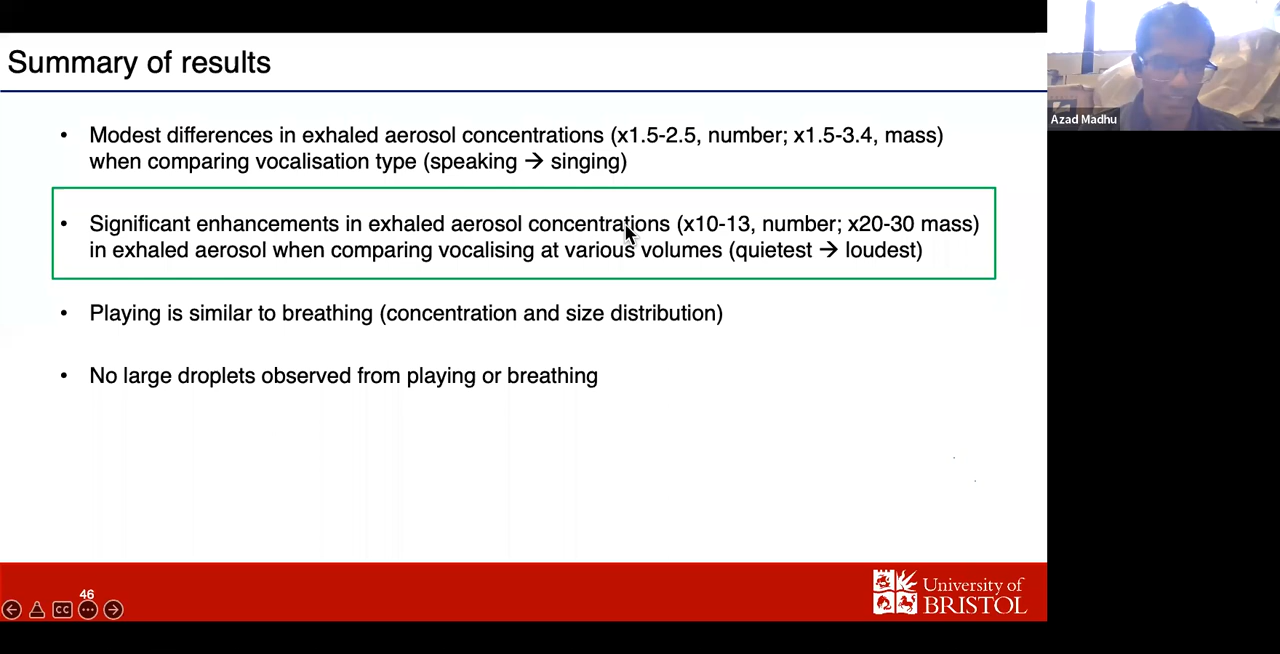 Summary of results
• Modest differences in exhaled aerosol concentrations (x1.5-2.5, number; x1.5-3.4, mass)
when comparing vocalisation type (speaking → singing)
• Significant enhancements in exhaled aerosol concentrations (x10-13, number; x20-30 mass)
in exhaled aerosol when comparing vocalising at various volumes (quietest → loudest)
• Playing is similar to breathing (concentration and size distribution)
• No large droplets observed from playing or breathing
46
CC
University of
BRISTOL
Azad Madhu